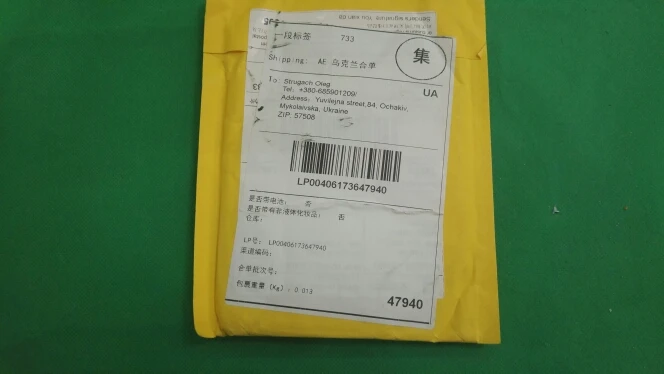 一段标签 733
集
Shipping: AE 乌克兰合单
To: Strugach Oleg
UA
Tel: +380-685901209/
Address: Yuvilejna street,84, Ochakiv,
Mykolaivska, Ukraine
ZIP: 57508
LP00406173647940
是否带电池: 否
是否带有非液体化妆品: 否
仓库:
LP号: LP00406173647940
渠道编码:
合单批次号:
包裹重量 (Kg): 0.013
47940